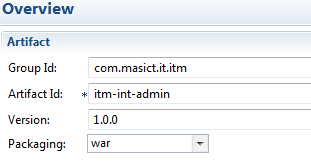 Overview
Artifact
Group Id: com.masict.it.itm
Artifact Id: * itm-int-admin
Version: 1.0.0
Packaging: war